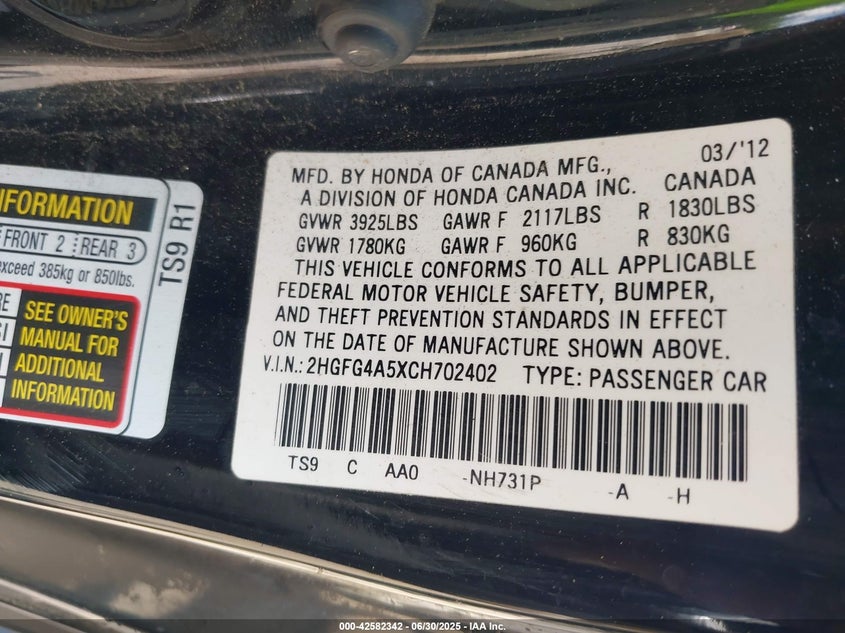 INFORMATION
FRONT 2 REAR 3
exceed 385kg or 850lbs.
SEE OWNER'S
MANUAL FOR
ADDITIONAL
INFORMATION
TS9 R1
03/'12
MFD. BY HONDA OF CANADA MFG.,
A DIVISION OF HONDA CANADA INC. CANADA
GVWR 3925LBS GAWR F 2117LBS R 1830LBS
GVWR 1780KG GAWR F 960KG R 830KG
THIS VEHICLE CONFORMS TO ALL APPLICABLE
FEDERAL MOTOR VEHICLE SAFETY, BUMPER,
AND THEFT PREVENTION STANDARDS IN EFFECT
ON THE DATE OF MANUFACTURE SHOWN ABOVE.
V.I.N.: 2HGFG4A5XCH702402 TYPE: PASSENGER CAR
TS9 C AA0 -NH731P -A -H
000-42582342 - 06/30/2025 - IAA Inc.